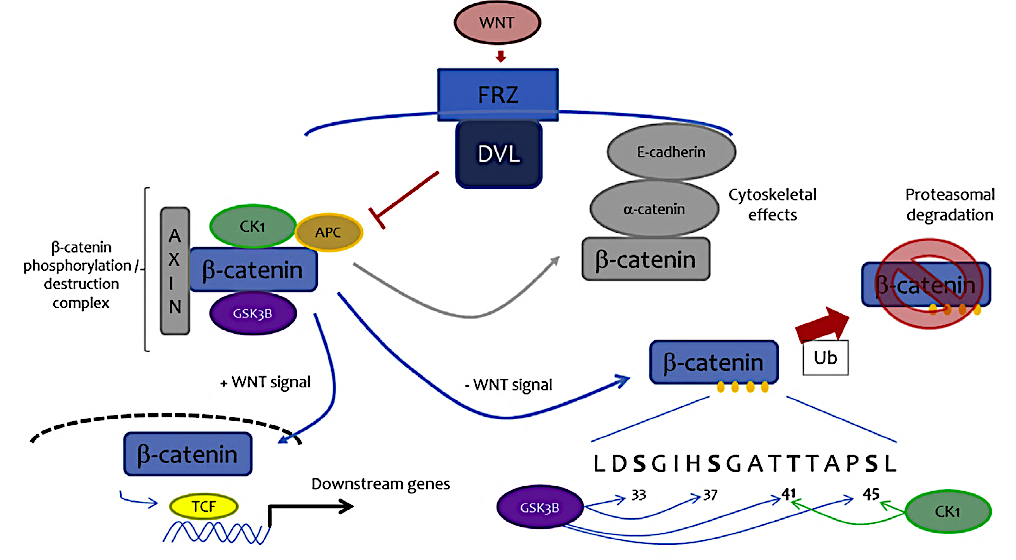 WNT
FRZ
DVL
E-cadherin
α-catenin
β-catenin
Cytoskeletal
effects
Proteasomal
degradation
β-catenin
Ub
β-catenin
phosphorylation /
destruction
complex
AXIN
CK1
APC
β-catenin
GSK3B
+ WNT signal
- WNT signal
β-catenin
β-catenin
TCF
Downstream genes
LDSGIHSGATTTAPSL
33 37 41 45
GSK3B
CK1